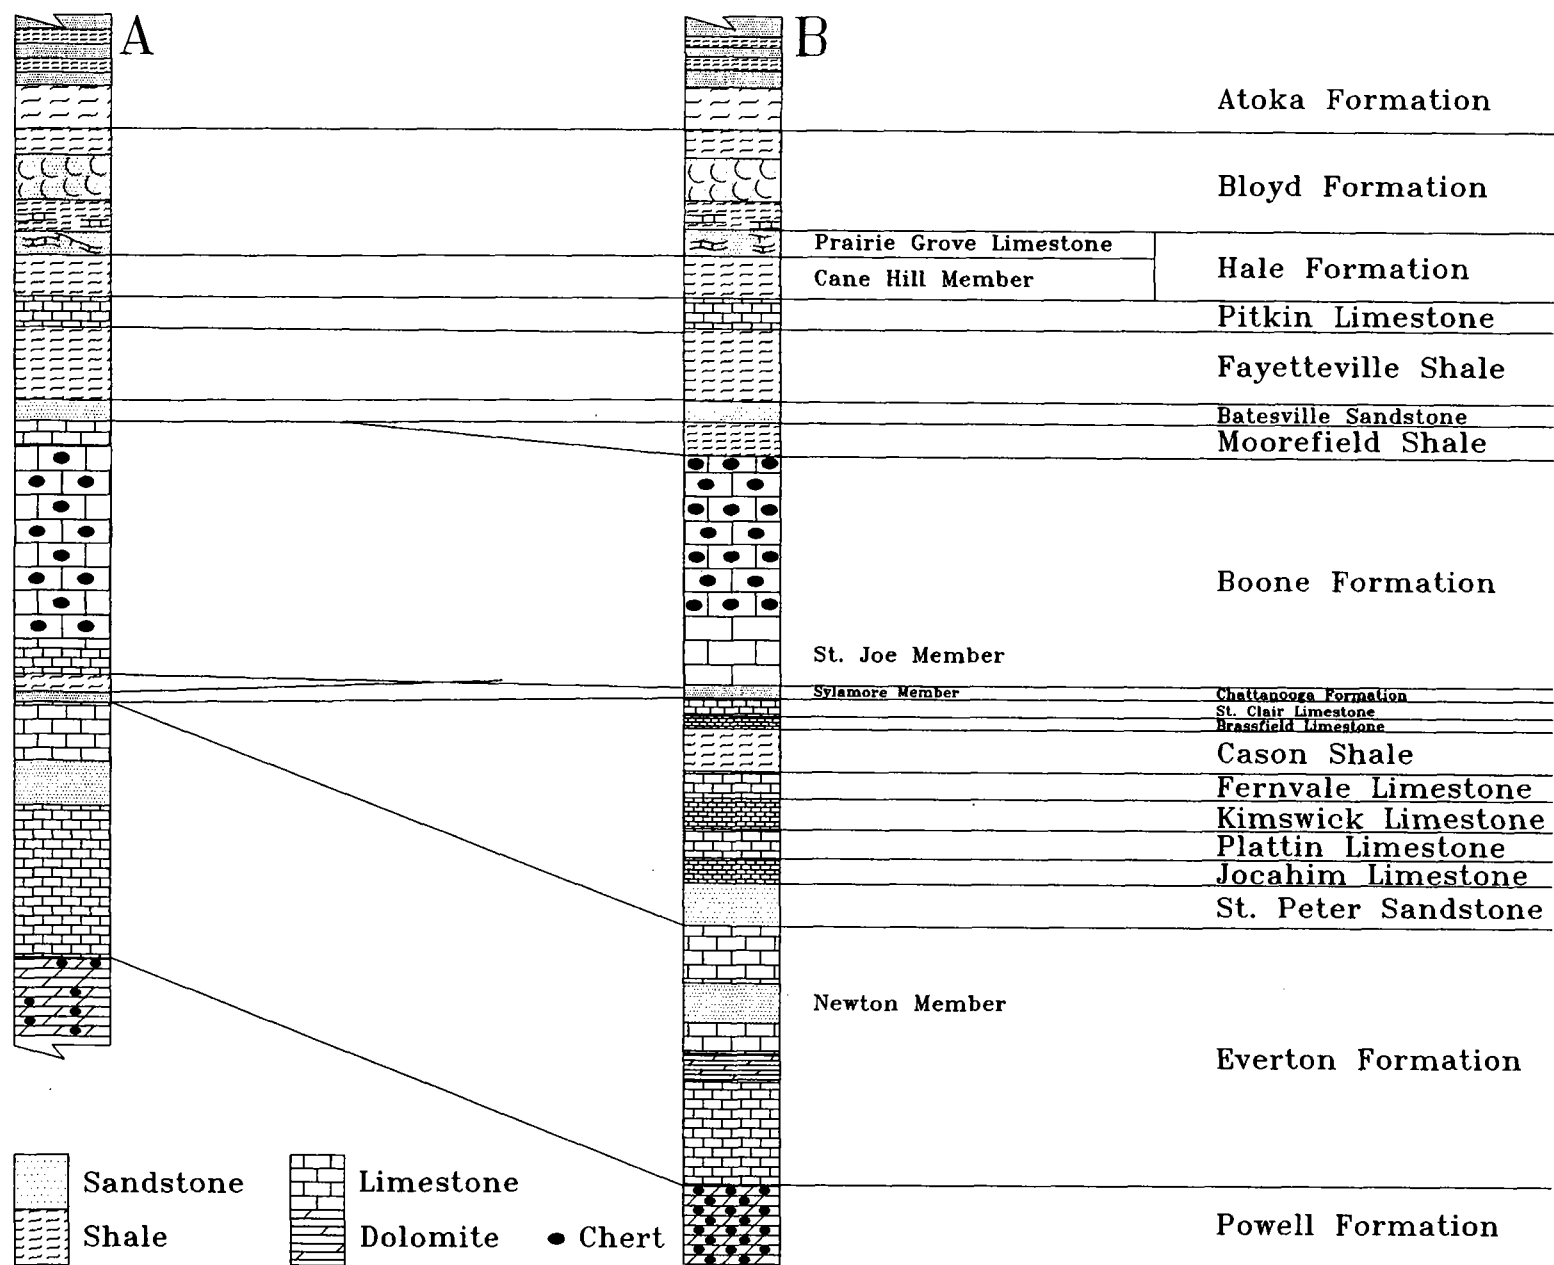 A
B
Atoka Formation
Bloyd Formation
Prairie Grove Limestone
Cane Hill Member
Hale Formation
Pitkin Limestone
Fayetteville Shale
Batesville Sandstone
Moorefield Shale
Boone Formation
St. Joe Member
Sylamore Member
Chattanooga Formation
St. Clair Limestone
Brassfield Limestone
Cason Shale
Fernvale Limestone
Kimswick Limestone
Plattin Limestone
Jocahim Limestone
St. Peter Sandstone
Newton Member
Everton Formation
Powell Formation
Sandstone
Limestone
Shale
Dolomite
Chert